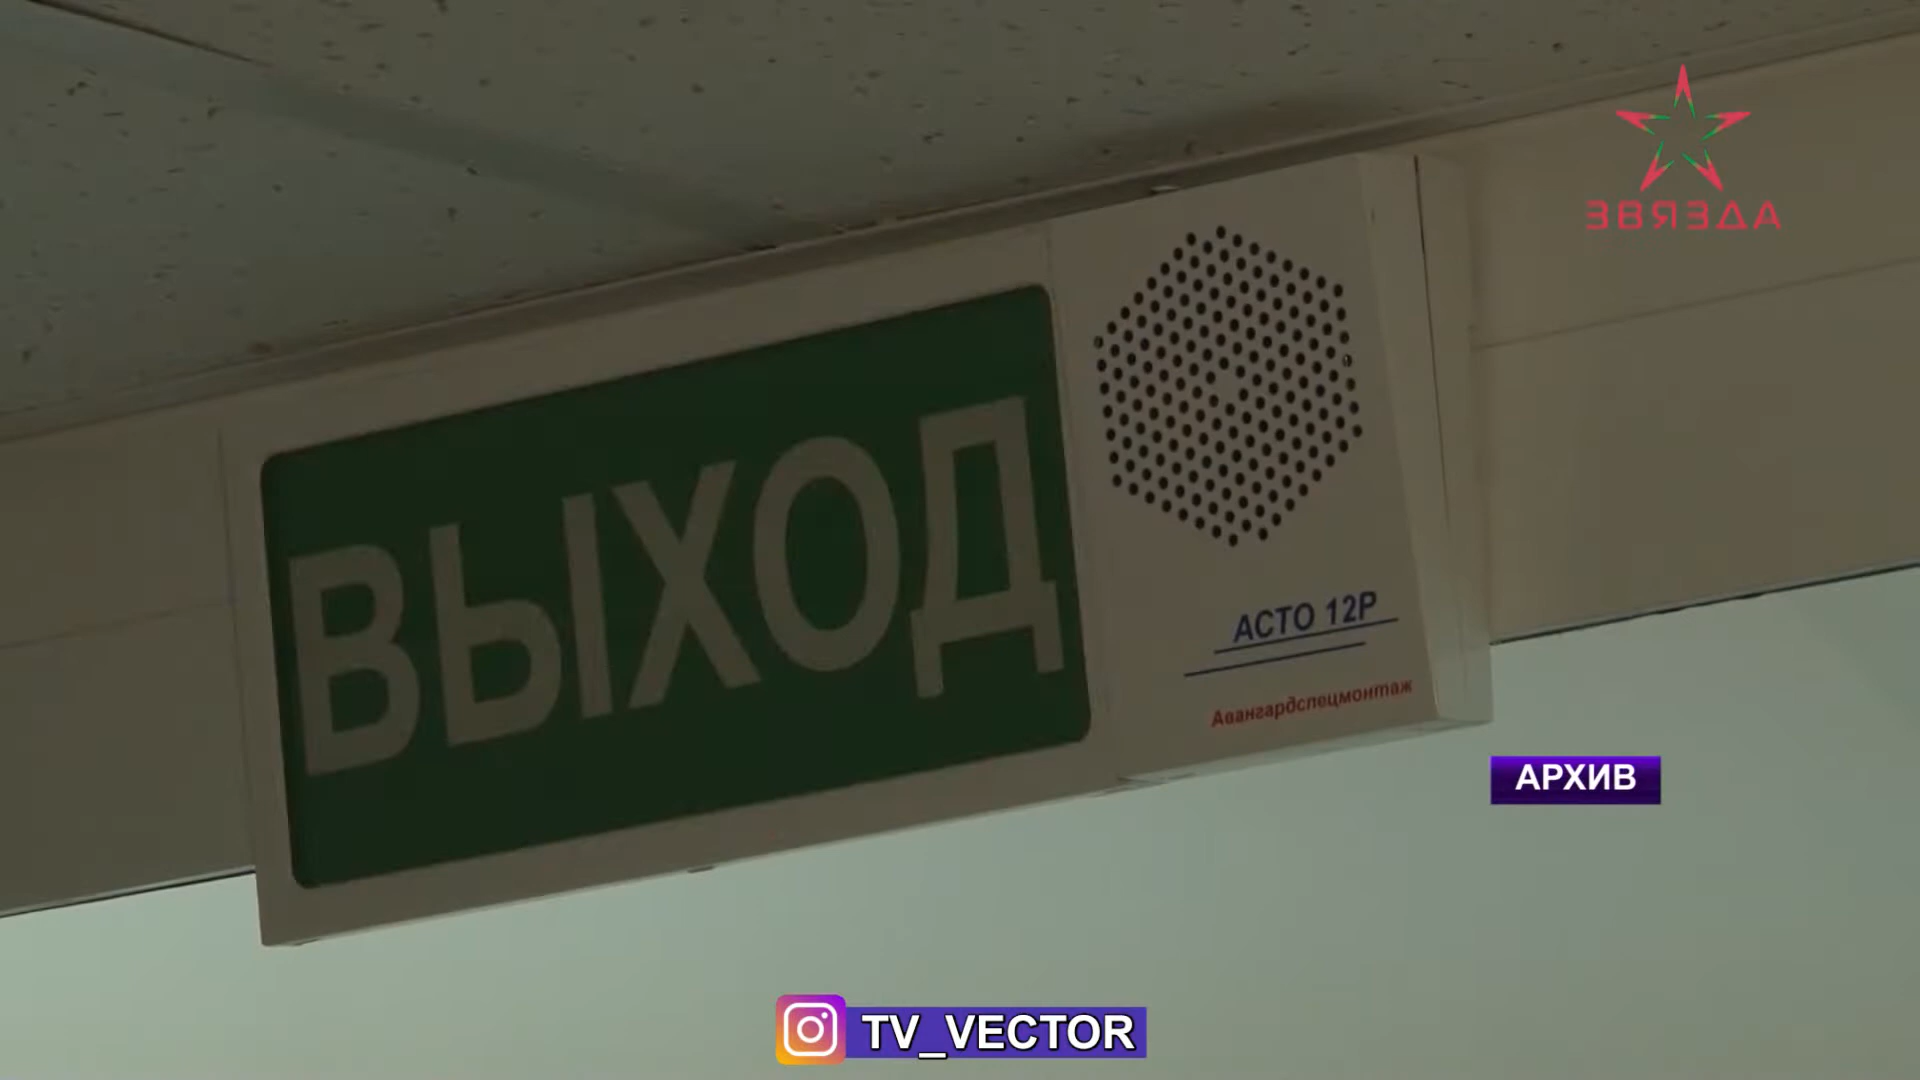 ЗВЯЗДА
ВЫХОД
АСТО 12Р
Авангардспецмонтаж
АРХИВ
TV_VECTOR